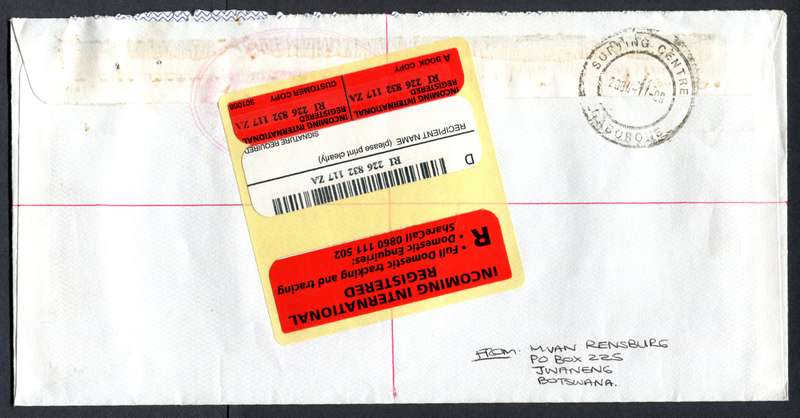 SORTING CENTRE
2004-11-
GABORONE
A BOOK COPY
RI 226 832 117 ZA
INCOMING INTERNATIONAL
REGISTERED
CUSTOMER COPY 301009
RI 226 832 117 ZA
INCOMING INTERNATIONAL
REGISTERED
RECIPIENT NAME (please print clearly)
SIGNATURE REQUIRED
D
RI 226 832 117 ZA
INCOMING INTERNATIONAL
REGISTERED
R
• Full Domestic tracking and tracing
• Domestic Enquiries:
ShareCall 0860 111 502
FROM: M. VAN RENSBURG
PO BOX 225
JWANENG
BOTSWANA.